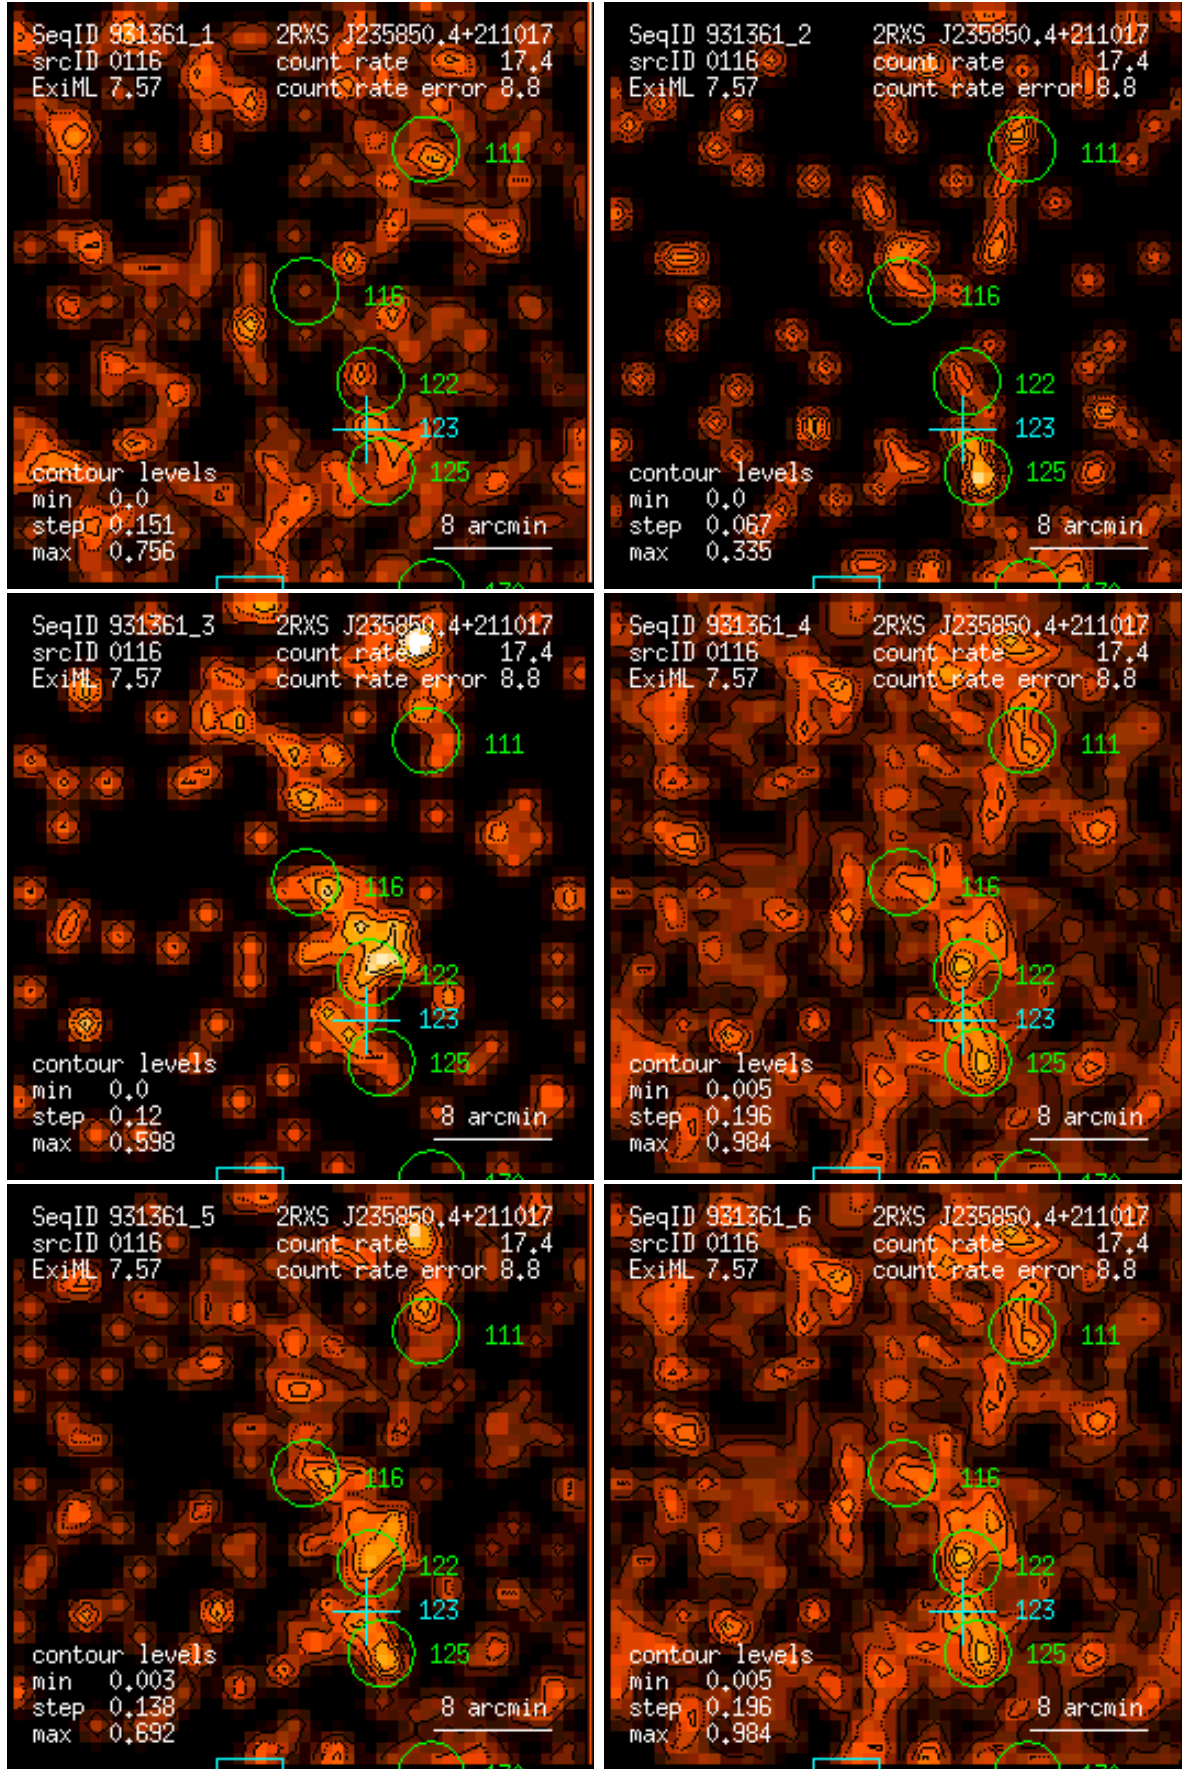 SeqID 931361_1 2RXS J235850.4+211017
srcID 0116 count rate 17.4
ExiML 7.57 count rate error 8.8
111
116
122
123
125
contour levels
min 0.0
step 0.151 8 arcmin
max 0.756
SeqID 931361_2 2RXS J235850.4+211017
srcID 0116 count rate 17.4
ExiML 7.57 count rate error 8.8
111
116
122
123
125
contour levels
min 0.0
step 0.067 8 arcmin
max 0.335
SeqID 931361_3 2RXS J235850.4+211017
srcID 0116 count rate 17.4
ExiML 7.57 count rate error 8.8
111
116
122
123
125
contour levels
min 0.0
step 0.12 8 arcmin
max 0.598
SeqID 931361_4 2RXS J235850.4+211017
srcID 0116 count rate 17.4
ExiML 7.57 count rate error 8.8
111
116
122
123
125
contour levels
min 0.005
step 0.196 8 arcmin
max 0.984
SeqID 931361_5 2RXS J235850.4+211017
srcID 0116 count rate 17.4
ExiML 7.57 count rate error 8.8
111
116
122
123
125
contour levels
min 0.003
step 0.138 8 arcmin
max 0.692
SeqID 931361_6 2RXS J235850.4+211017
srcID 0116 count rate 17.4
ExiML 7.57 count rate error 8.8
111
116
122
123
125
contour levels
min 0.005
step 0.196 8 arcmin
max 0.984